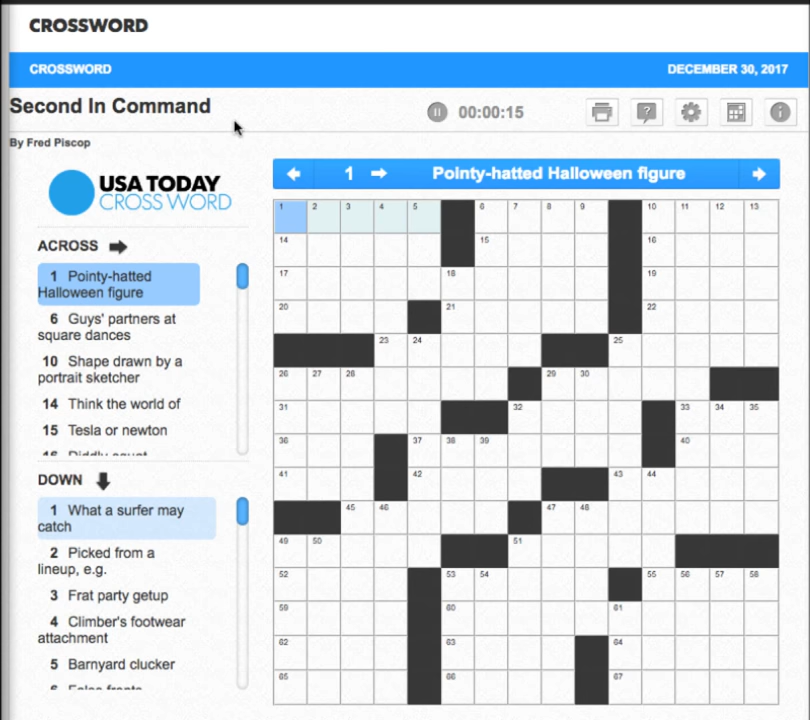 CROSSWORD
CROSSWORD
DECEMBER 30, 2017
Second In Command
00:00:15
By Fred Piscop
1
Pointy-hatted Halloween figure
USA TODAY
CROSSWORD
ACROSS
1 Pointy-hatted
Halloween figure
6 Guys' partners at
square dances
10 Shape drawn by a
portrait sketcher
14 Think the world of
15 Tesla or newton
DOWN
1 What a surfer may
catch
2 Picked from a
lineup, e.g.
3 Frat party getup
4 Climber's footwear
attachment
5 Barnyard clucker
1 2 3 4 5 6 7 8 9 10 11 12 13
14 15 16
17 18 19
20 21 22
23 24 25
26 27 28 29 30
31 32 33 34 35
36 37 38 39 40
41 42 43 44
45 46 47 48
49 50 51
52 53 54 55 56 57 58
59 60 61
62 63 64
65 66 67